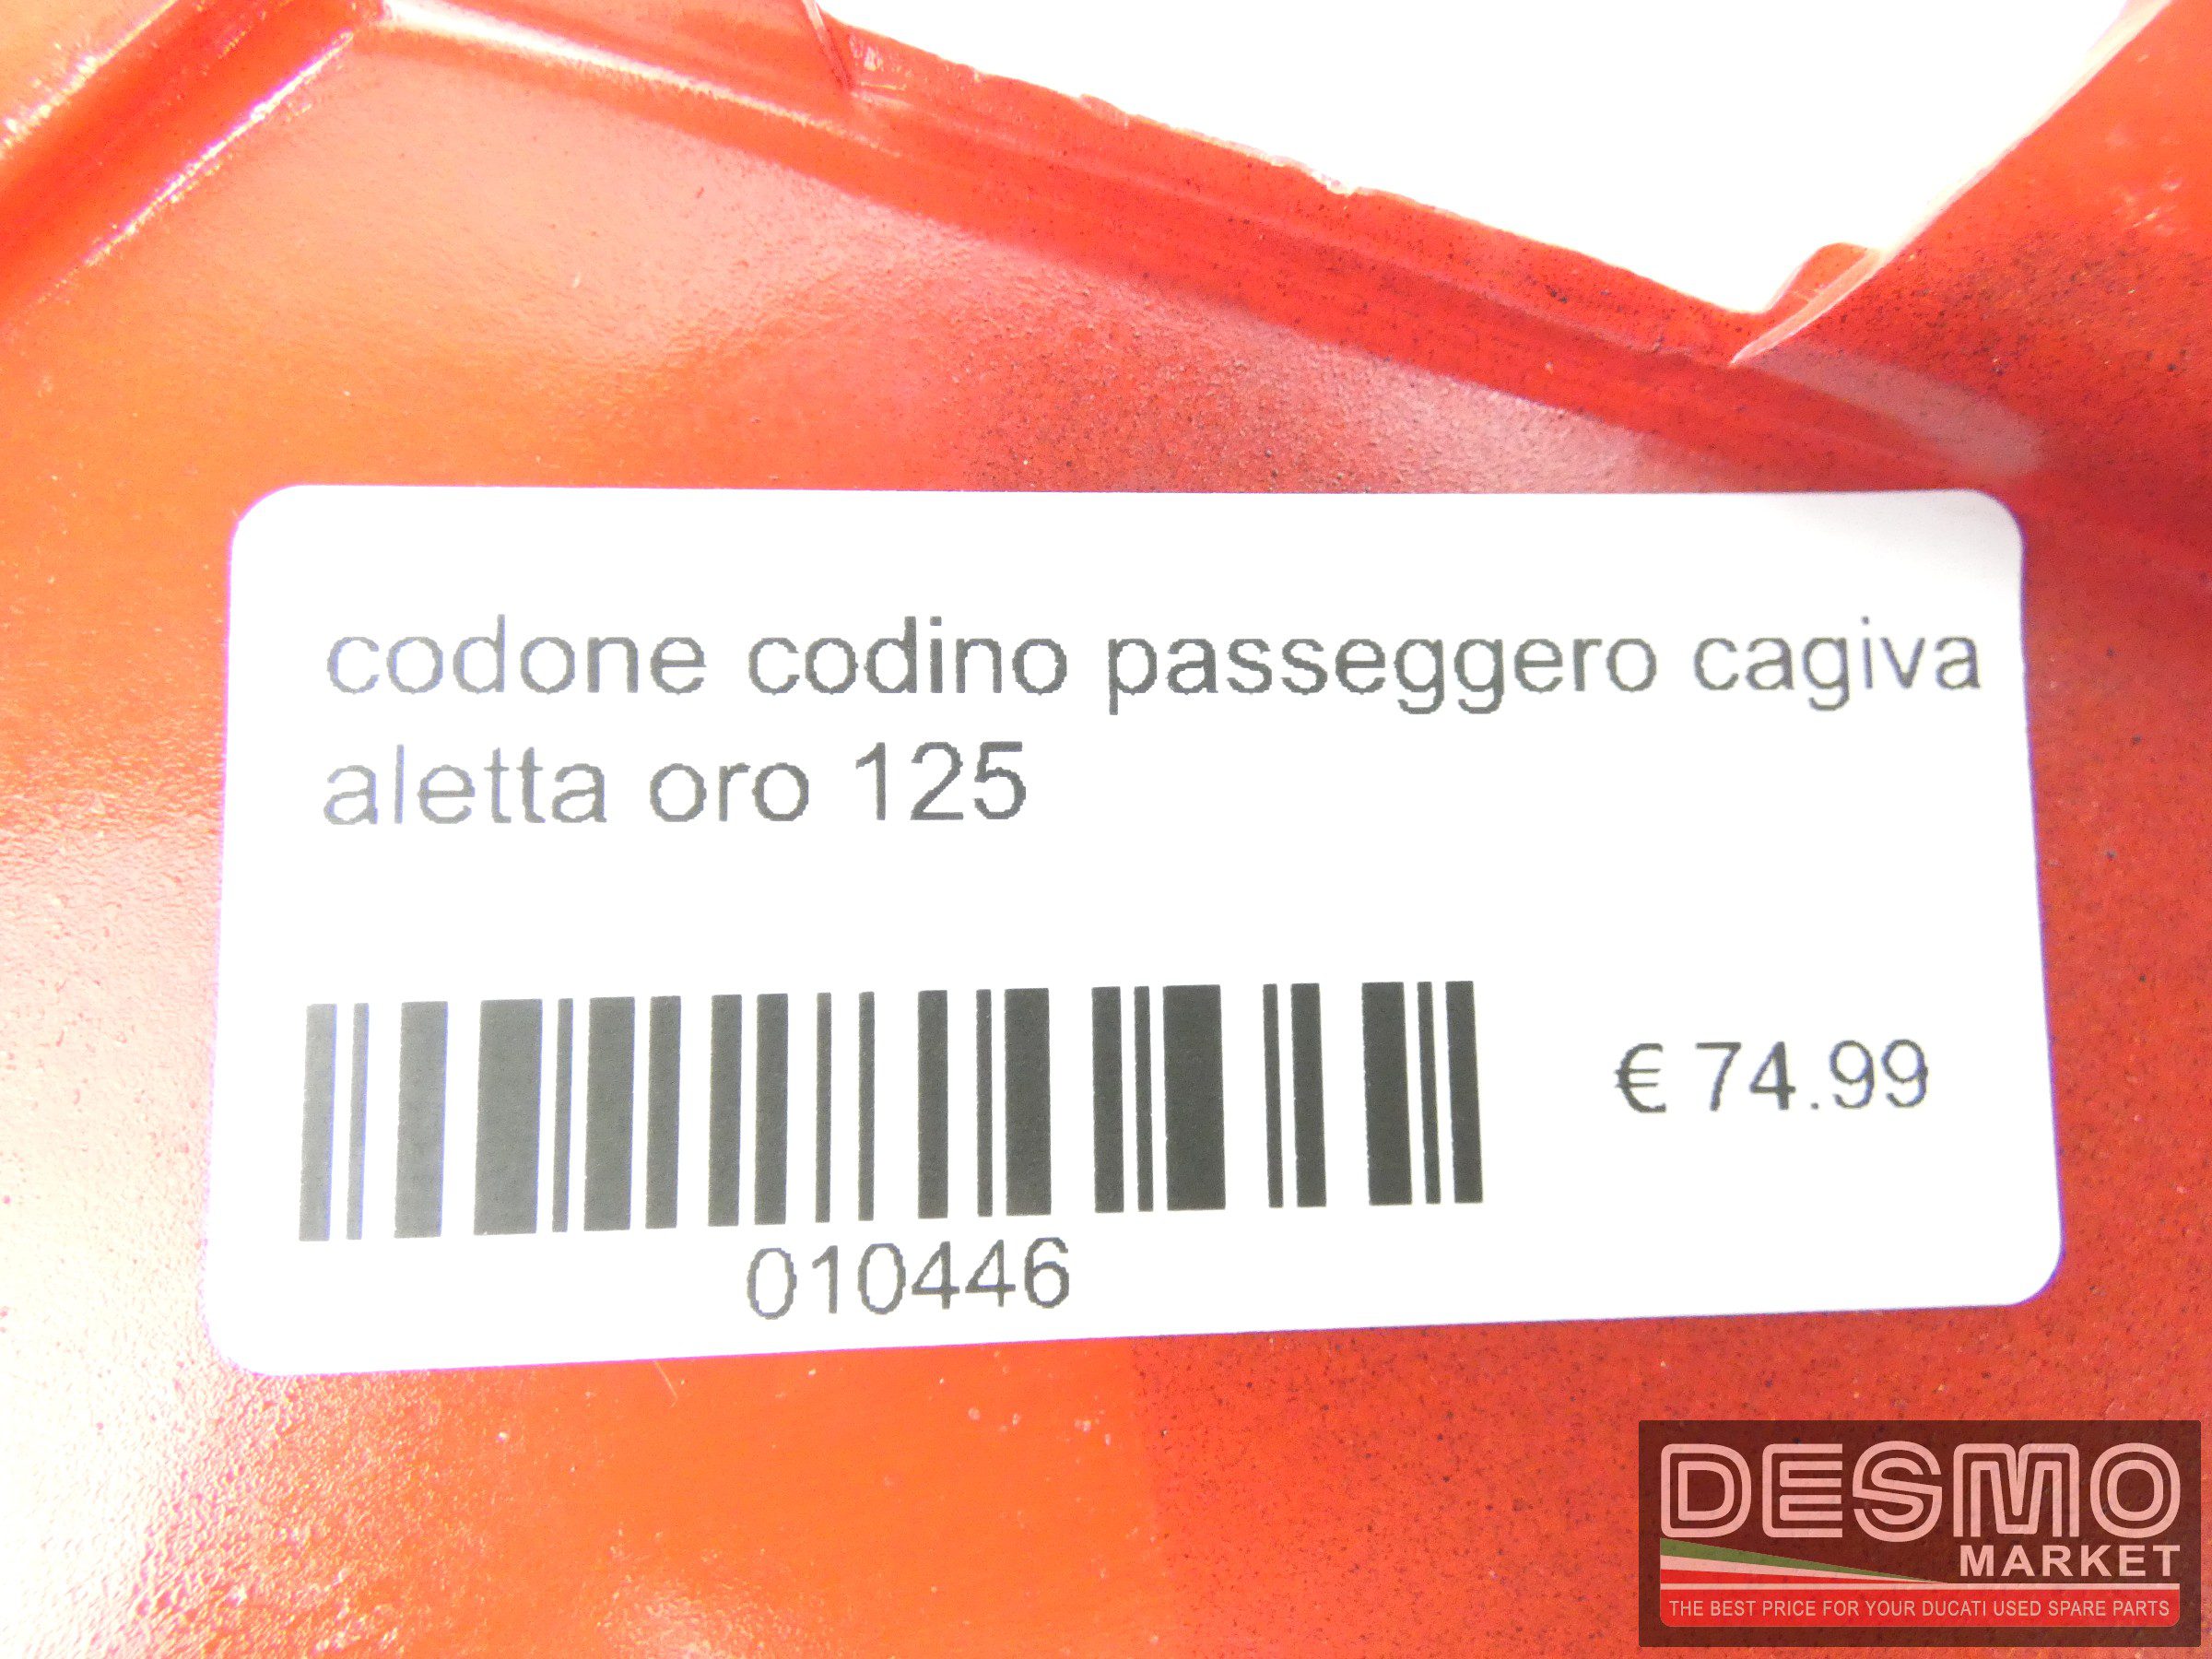 codone codino passeggero cagiva
aletta oro 125
€ 74.99
010446
DESMO
MARKET
THE BEST PRICE FOR YOUR DUCATI USED SPARE PARTS